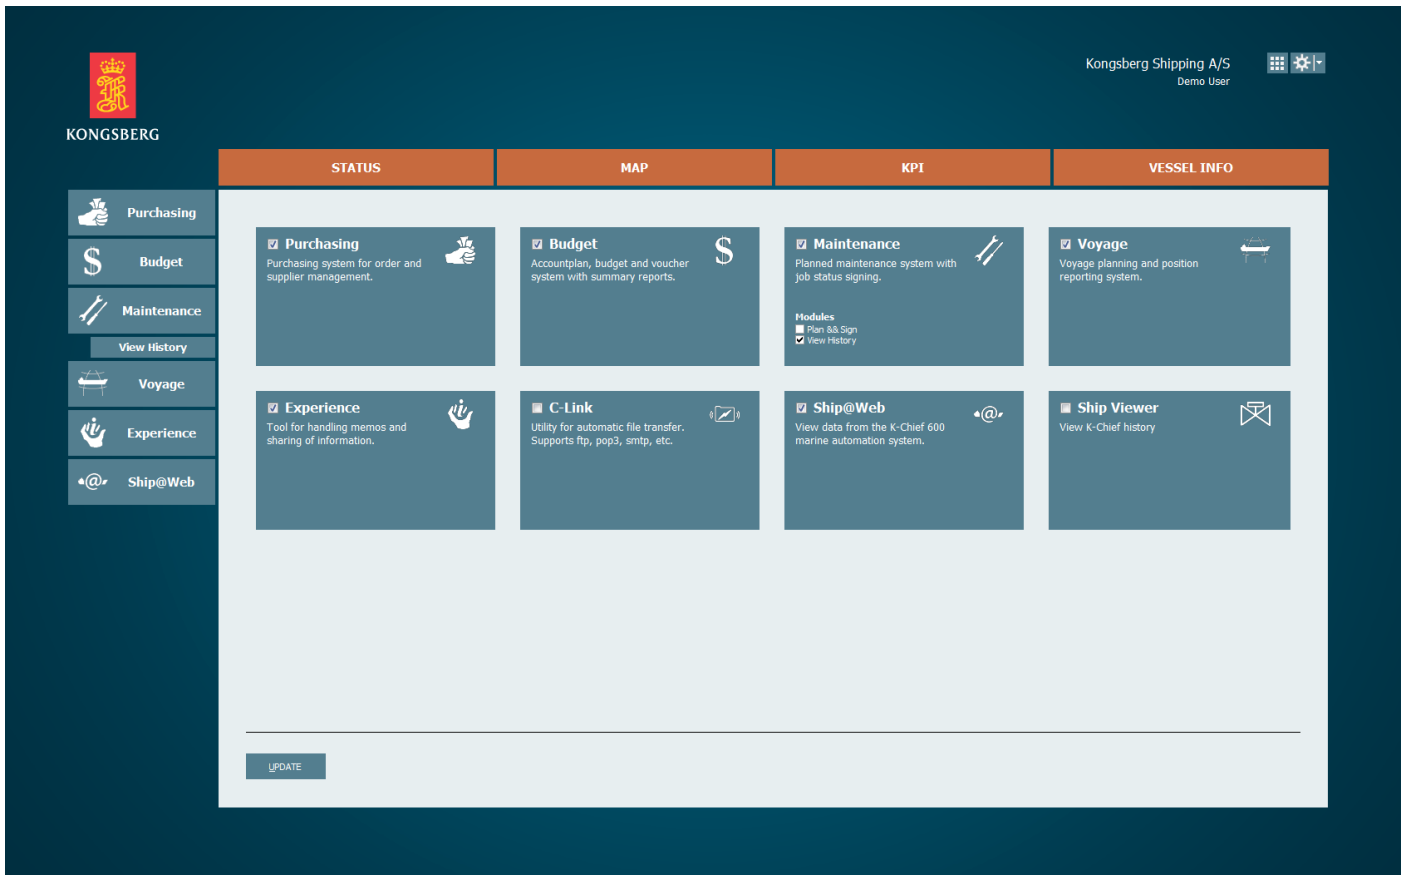 Kongsberg Shipping A/S
Demo User
KONGSBERG
STATUS
MAP
KPI
VESSEL INFO
Purchasing
Budget
Maintenance
View History
Voyage
Experience
Ship@Web
Purchasing
Purchasing system for order and
supplier management.
Budget
Accountplan, budget and voucher
system with summary reports.
Maintenance
Planned maintenance system with
job status signing.
Modules
Plan && Sign
View History
Voyage
Voyage planning and position
reporting system.
Experience
Tool for handling memos and
sharing of information.
C-Link
Utility for automatic file transfer.
Supports ftp, pop3, smtp, etc.
Ship@Web
View data from the K-Chief 600
marine automation system.
Ship Viewer
View K-Chief history
UPDATE